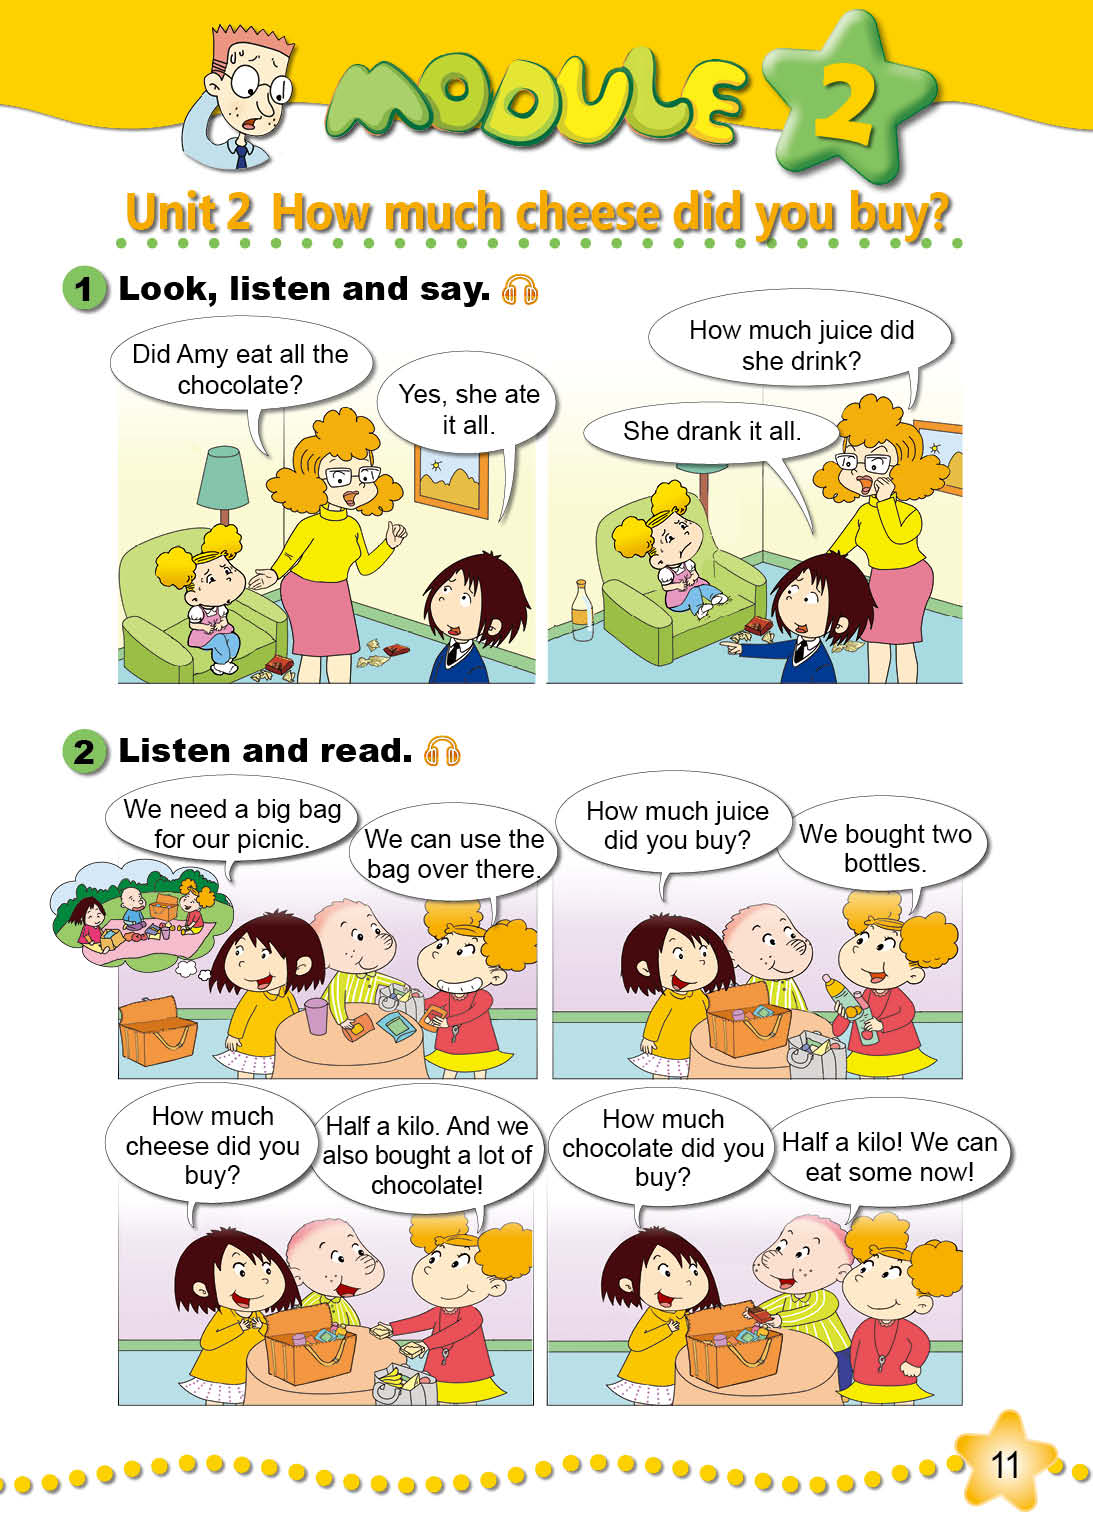 MODULE 2
Unit 2 How much cheese did you buy?
1 Look, listen and say.
Did Amy eat all the
chocolate?
Yes, she ate
it all.
How much juice did
she drink?
She drank it all.
2 Listen and read.
We need a big bag
for our picnic.
We can use the
bag over there.
How much juice
did you buy?
We bought two
bottles.
How much
cheese did you
buy?
Half a kilo. And we
also bought a lot of
chocolate!
How much
chocolate did you
buy?
Half a kilo! We can
eat some now!
11